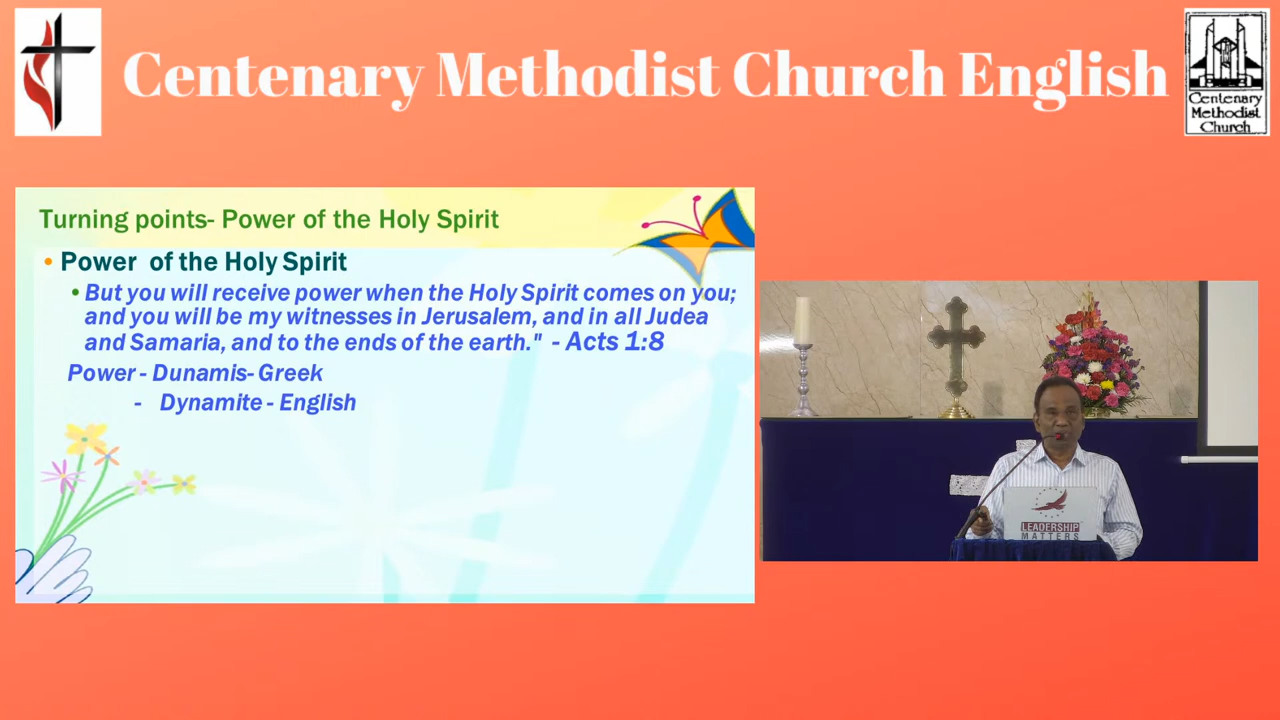 Centenary Methodist Church English
Centenary
Methodist
Church
Turning points- Power of the Holy Spirit
• Power of the Holy Spirit
• But you will receive power when the Holy Spirit comes on you;
and you will be my witnesses in Jerusalem, and in all Judea
and Samaria, and to the ends of the earth." - Acts 1:8
Power - Dunamis- Greek
- Dynamite - English
LEADERSHIP
MATTERS